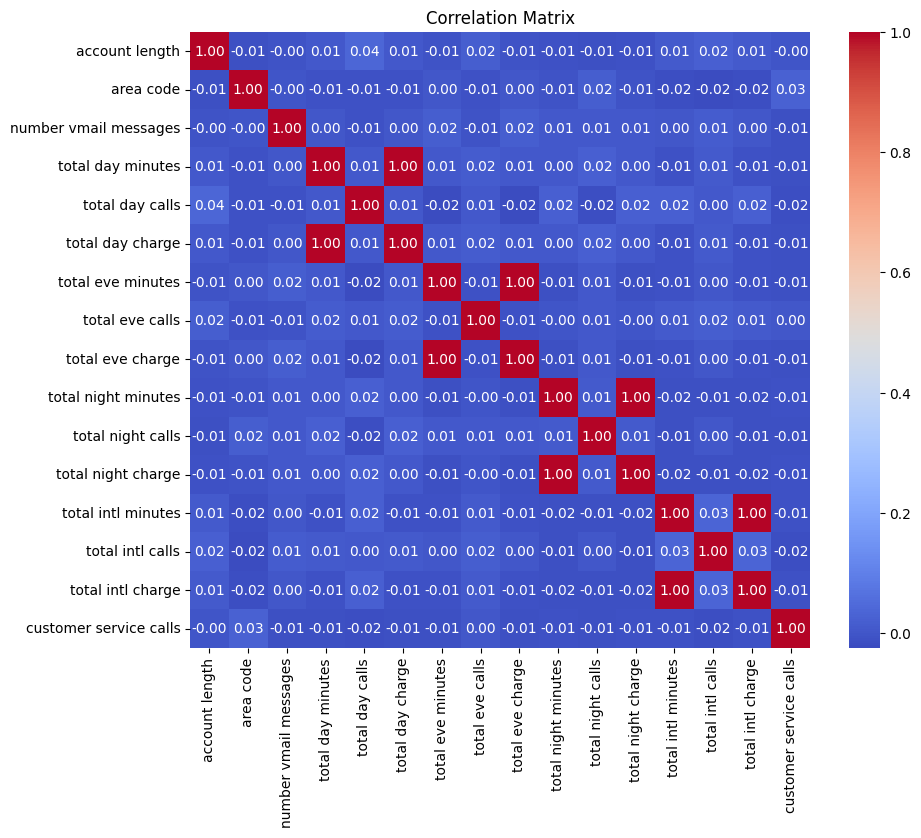 Correlation Matrix
account length 1.00 -0.01 -0.00 0.01 0.04 0.01 -0.01 0.02 -0.01 -0.01 -0.01 -0.01 0.01 0.02 0.01 -0.00
area code -0.01 1.00 -0.00 -0.01 -0.01 -0.01 0.00 -0.01 0.00 -0.01 0.02 -0.01 -0.02 -0.02 -0.02 0.03
number vmail messages -0.00 -0.00 1.00 0.00 -0.01 0.00 0.02 -0.01 0.02 0.01 0.01 0.01 0.00 0.01 0.00 -0.01
total day minutes 0.01 -0.01 0.00 1.00 0.01 1.00 0.01 0.02 0.01 0.00 0.02 0.00 -0.01 0.01 -0.01 -0.01
total day calls 0.04 -0.01 -0.01 0.01 1.00 0.01 -0.02 0.01 -0.02 0.02 -0.02 0.02 0.02 0.00 0.02 -0.02
total day charge 0.01 -0.01 0.00 1.00 0.01 1.00 0.01 0.02 0.01 0.00 0.02 0.00 -0.01 0.01 -0.01 -0.01
total eve minutes -0.01 0.00 0.02 0.01 -0.02 0.01 1.00 -0.01 1.00 -0.01 0.01 -0.01 -0.01 0.00 -0.01 -0.01
total eve calls 0.02 -0.01 -0.01 0.02 0.01 0.02 -0.01 1.00 -0.01 -0.00 0.01 -0.00 0.01 0.02 0.01 0.00
total eve charge -0.01 0.00 0.02 0.01 -0.02 0.01 1.00 -0.01 1.00 -0.01 0.01 -0.01 -0.01 0.00 -0.01 -0.01
total night minutes -0.01 -0.01 0.01 0.00 0.02 0.00 -0.01 -0.00 -0.01 1.00 0.01 1.00 -0.02 -0.01 -0.02 -0.01
total night calls -0.01 0.02 0.01 0.02 -0.02 0.02 0.01 0.01 0.01 0.01 1.00 0.01 -0.01 0.00 -0.01 -0.01
total night charge -0.01 -0.01 0.01 0.00 0.02 0.00 -0.01 -0.00 -0.01 1.00 0.01 1.00 -0.02 -0.01 -0.02 -0.01
total intl minutes 0.01 -0.02 0.00 -0.01 0.02 -0.01 -0.01 0.01 -0.01 -0.02 -0.01 -0.02 1.00 0.03 1.00 -0.01
total intl calls 0.02 -0.02 0.01 0.01 0.00 0.01 0.00 0.02 0.00 -0.01 0.00 -0.01 0.03 1.00 0.03 -0.02
total intl charge 0.01 -0.02 0.00 -0.01 0.02 -0.01 -0.01 0.01 -0.01 -0.02 -0.01 -0.02 1.00 0.03 1.00 -0.01
customer service calls -0.00 0.03 -0.01 -0.01 -0.02 -0.01 -0.01 0.00 -0.01 -0.01 -0.01 -0.01 -0.01 -0.02 -0.01 1.00
account length
area code
number vmail messages
total day minutes
total day calls
total day charge
total eve minutes
total eve calls
total eve charge
total night minutes
total night calls
total night charge
total intl minutes
total intl calls
total intl charge
customer service calls
1.0
0.8
0.6
0.4
0.2
0.0